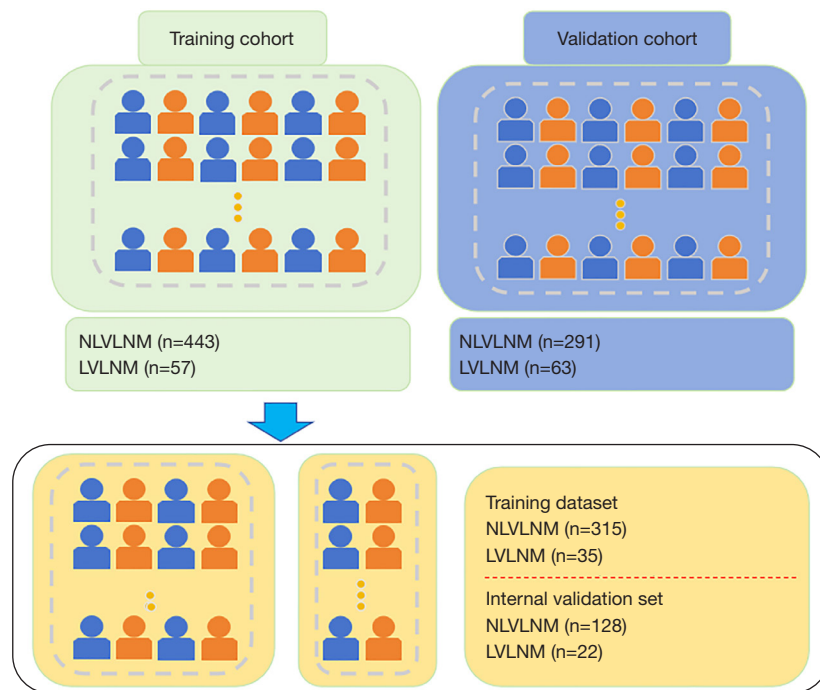 Training cohort
Validation cohort
NLVLNM (n=443)
LVLNM (n=57)
NLVLNM (n=291)
LVLNM (n=63)
Training dataset
NLVLNM (n=315)
LVLNM (n=35)
Internal validation set
NLVLNM (n=128)
LVLNM (n=22)